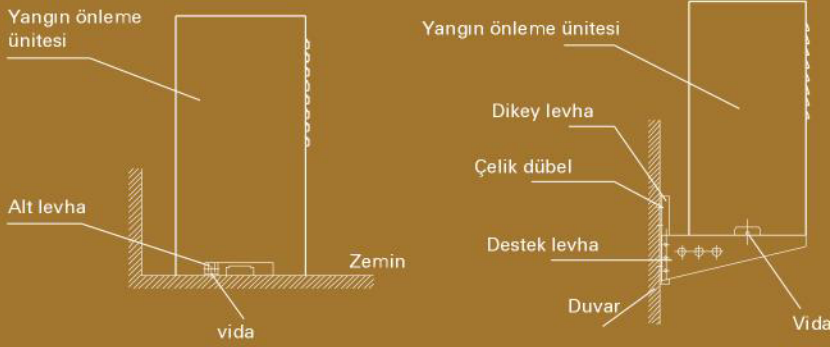 Yangın önleme
ünitesi
Alt levha
Zemin
vida
Yangın önleme ünitesi
Dikey levha
Çelik dübel
Destek levha
Duvar
Vida